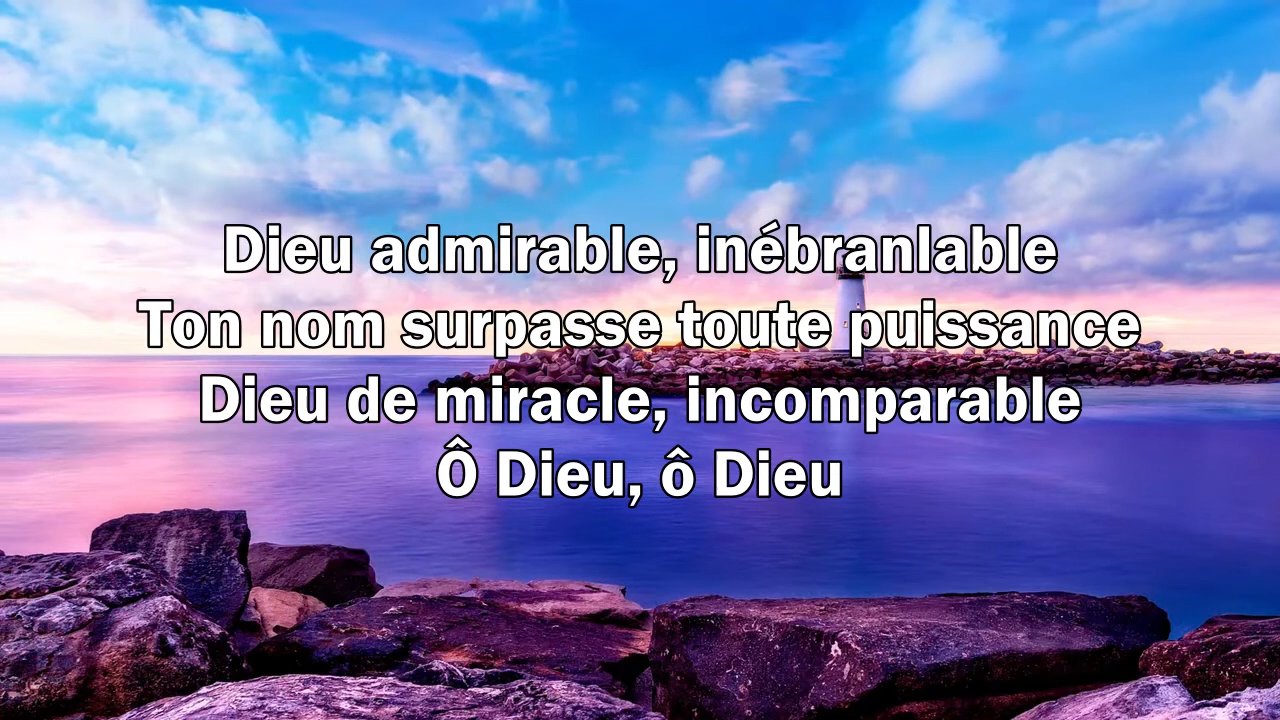 Dieu admirable, inébranlable
Ton nom surpasse toute puissance
Dieu de miracle, incomparable
Ô Dieu, ô Dieu